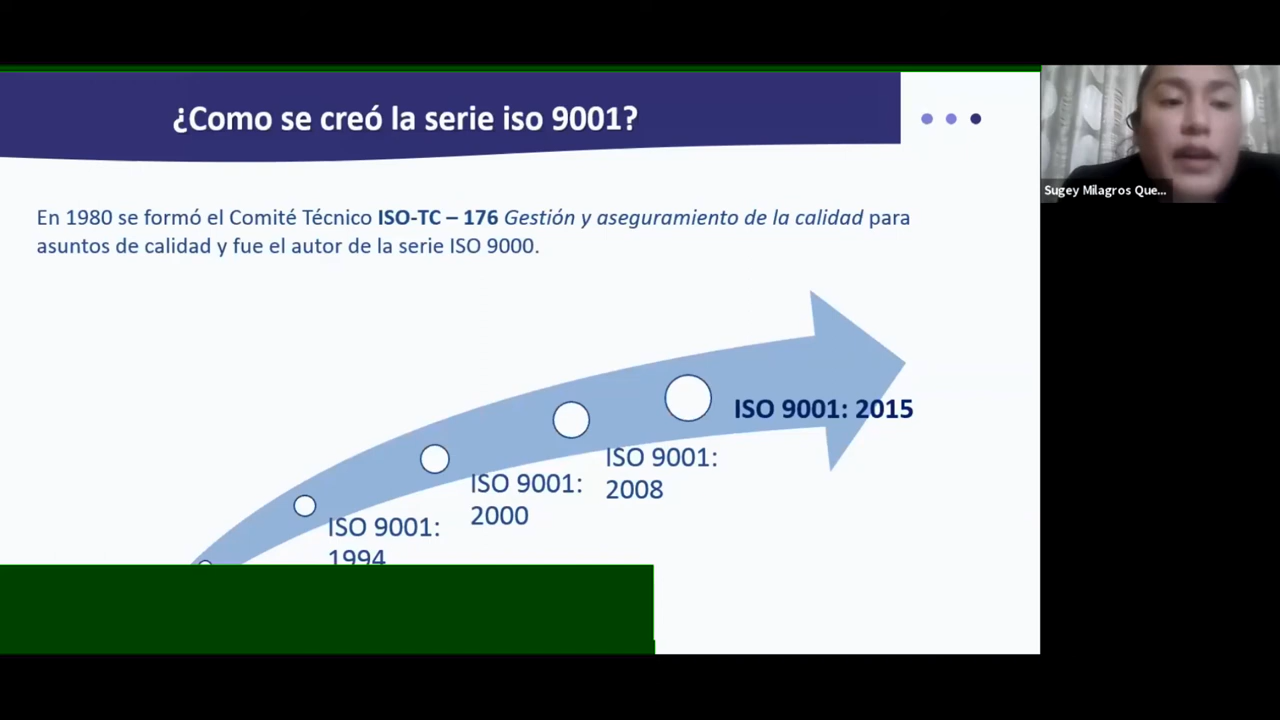 ¿Como se creó la serie iso 9001?
Sugey Milagros Que...
En 1980 se formó el Comité Técnico ISO-TC – 176 Gestión y aseguramiento de la calidad para
asuntos de calidad y fue el autor de la serie ISO 9000.
ISO 9001: 2015
ISO 9001:
2008
ISO 9001:
2000
ISO 9001:
1994